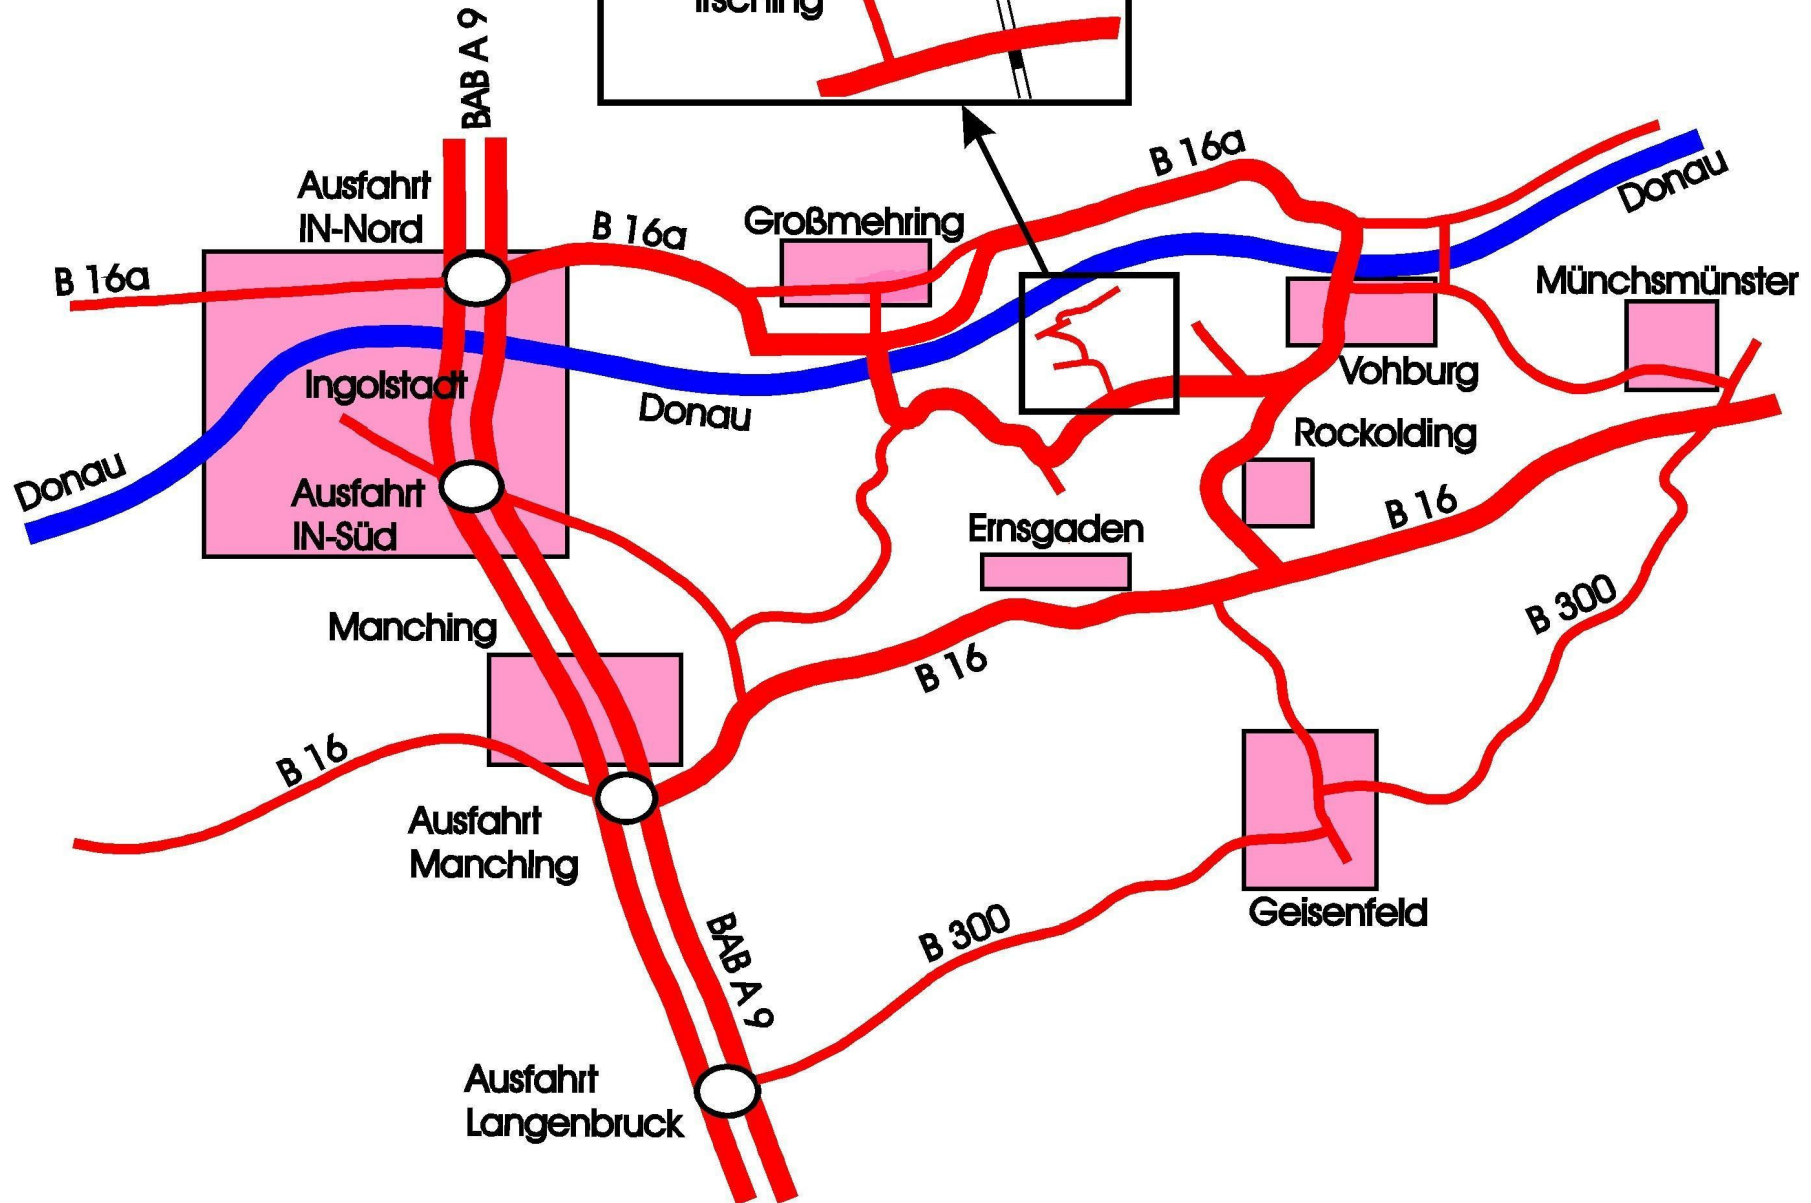 BAB A 9
B 16a
Ausfahrt
IN-Nord
B 16a
Großmehring
Donau
B 16a
Münchsmünster
Ingolstadt
Vohburg
Donau
Rockolding
Donau
Ausfahrt
IN-Süd
B 16
Ernsgaden
B 300
Manching
B 16
B 16
Ausfahrt
Manching
Geisenfeld
B 300
BAB A 9
Ausfahrt
Langenbruck